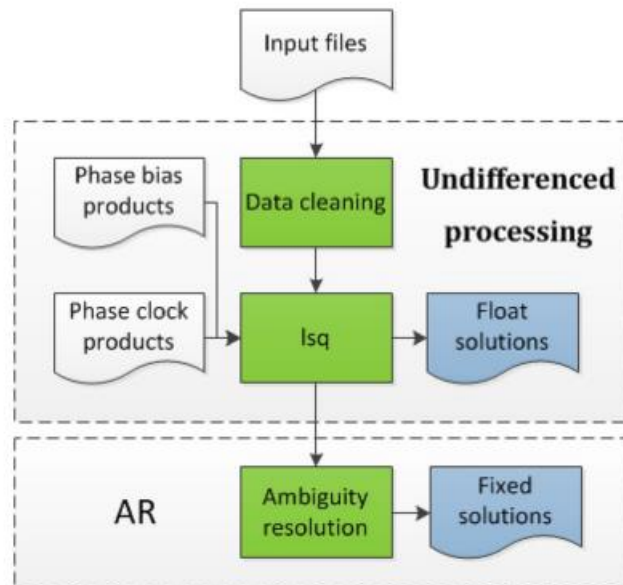 Input files
Phase bias
products
Data cleaning
Undifferenced
processing
Phase clock
products
lsq
Float
solutions
AR
Ambiguity
resolution
Fixed
solutions